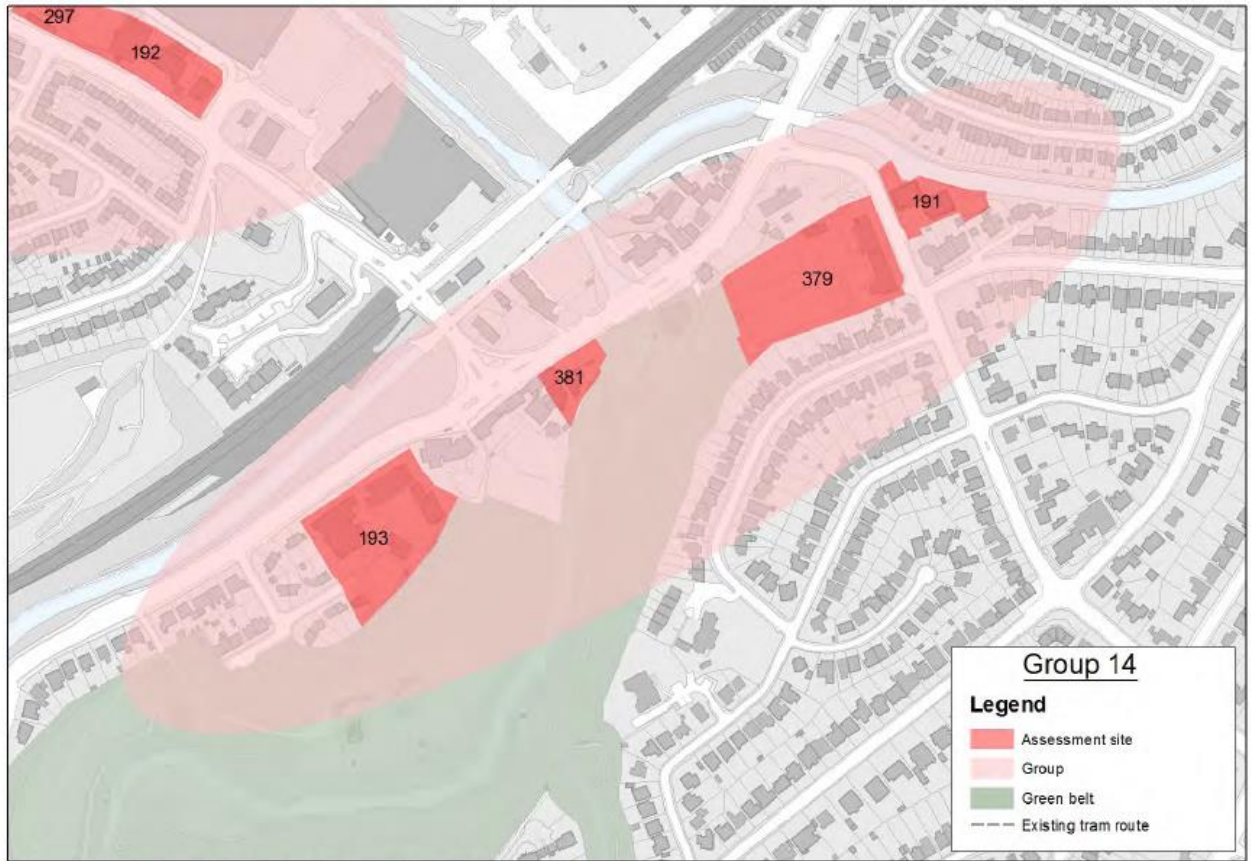 297
192
191
379
381
193
Group 14
Legend
Assessment site
Group
Green belt
Existing tram route